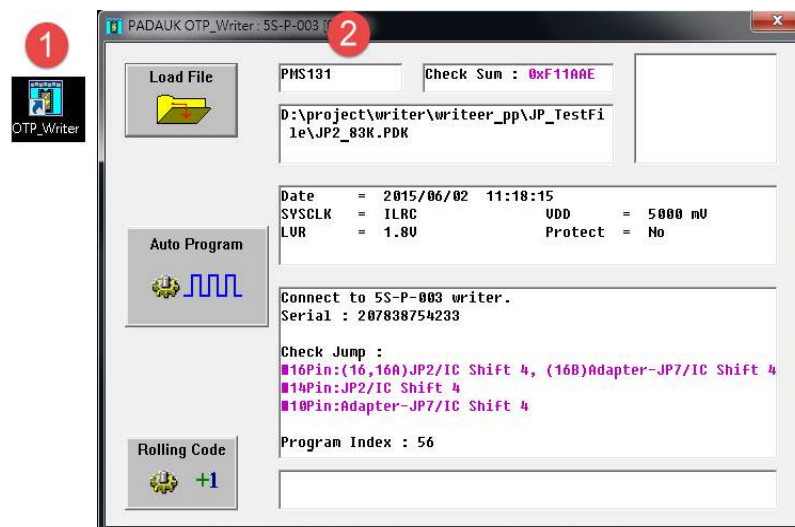 1
OTP_Writer
2
PADAUK OTP_Writer : 5S-P-003
Load File
PMS131
Check Sum : 0xF11AAE
D:\project\writer\writeer_pp\JP_TestFi
le\JP2_83K.PDK
Date = 2015/06/02 11:18:15
SYSCLK = ILRC VDD = 5000 mV
LVR = 1.8V Protect = No
Auto Program
Connect to 5S-P-003 writer.
Serial : 207838754233
Check Jump :
■16Pin:(16,16A)JP2/IC Shift 4, (16B)Adapter-JP7/IC Shift 4
■14Pin:JP2/IC Shift 4
■10Pin:Adapter-JP7/IC Shift 4
Program Index : 56
Rolling Code
+1